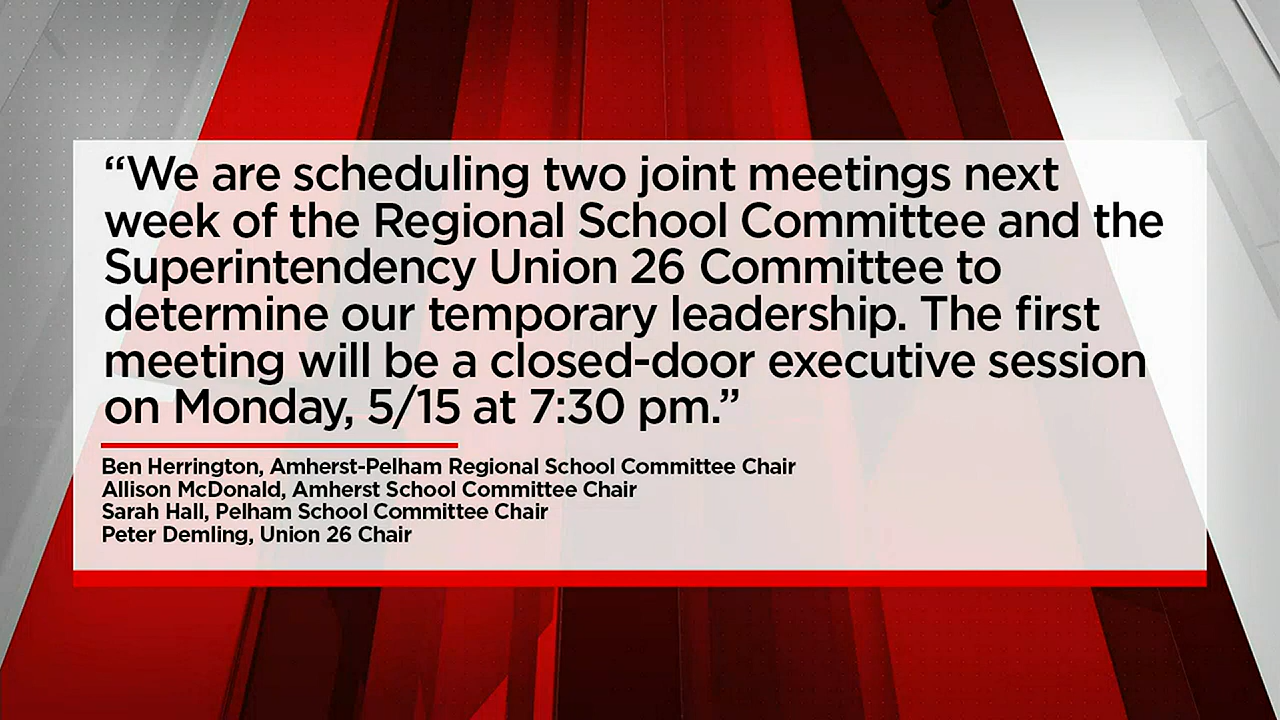 “We are scheduling two joint meetings next
week of the Regional School Committee and the
Superintendency Union 26 Committee to
determine our temporary leadership. The first
meeting will be a closed-door executive session
on Monday, 5/15 at 7:30 pm.”
Ben Herrington, Amherst-Pelham Regional School Committee Chair
Allison McDonald, Amherst School Committee Chair
Sarah Hall, Pelham School Committee Chair
Peter Demling, Union 26 Chair